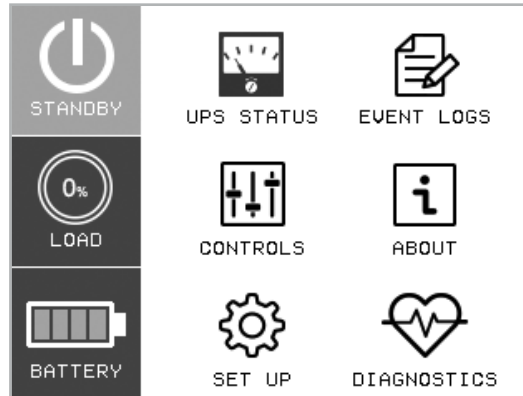 STANDBY
UPS STATUS
EVENT LOGS
0%
LOAD
CONTROLS
i
ABOUT
BATTERY
SET UP
DIAGNOSTICS